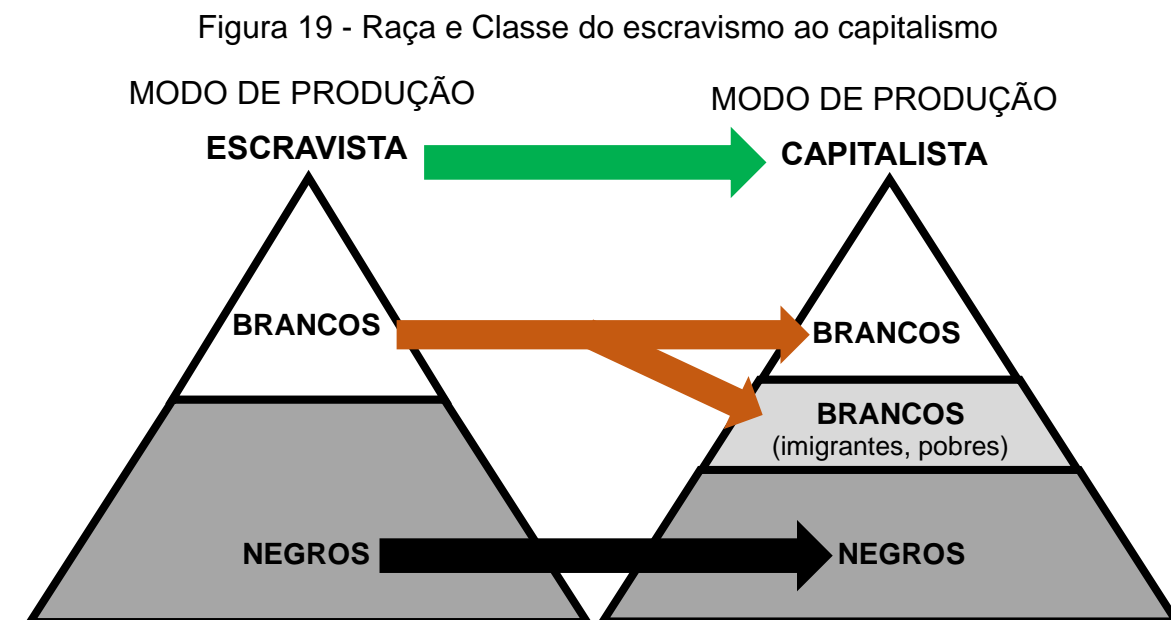 Figura 19 - Raça e Classe do escravismo ao capitalismo
MODO DE PRODUÇÃO
ESCRAVISTA
MODO DE PRODUÇÃO
CAPITALISTA
BRANCOS
BRANCOS
BRANCOS
(imigrantes, pobres)
NEGROS
NEGROS